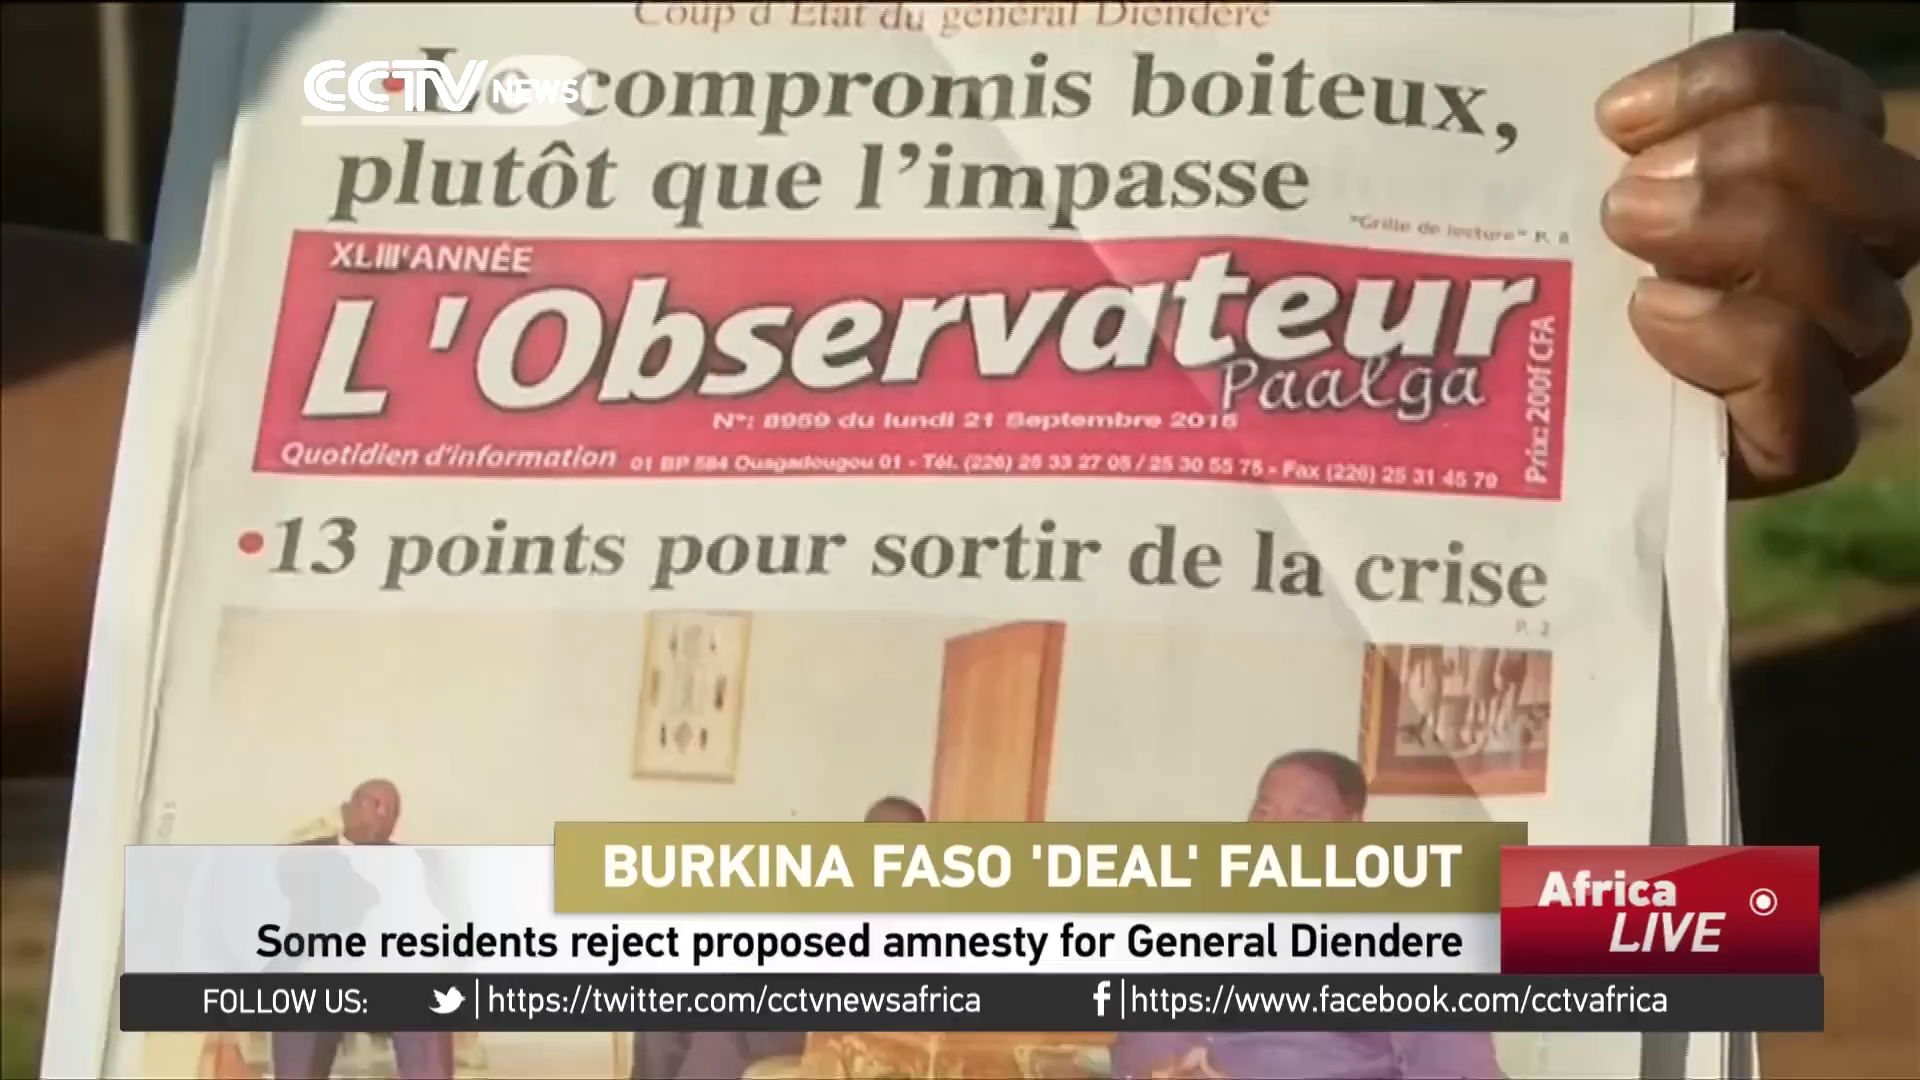 Coup d'Etat du général Diendéré
CCTV NEWS
•Le compromis boiteux,
plutôt que l'impasse
"Grille de lecture" P. 8
XLIII'ANNÉE
L'Observateur
Paalga
Prix: 200f CFA
N°: 8959 du lundi 21 Septembre 2015
Quotidien d'information 01 BP 584 Ouagadougou 01 - Tél. (226) 25 33 27 05 / 25 30 55 75 - Fax (226) 25 31 45 79
•13 points pour sortir de la crise
P. 2
BURKINA FASO 'DEAL' FALLOUT
Some residents reject proposed amnesty for General Diendere
Africa
LIVE
FOLLOW US: https://twitter.com/cctvnewsafrica f https://www.facebook.com/cctvafrica